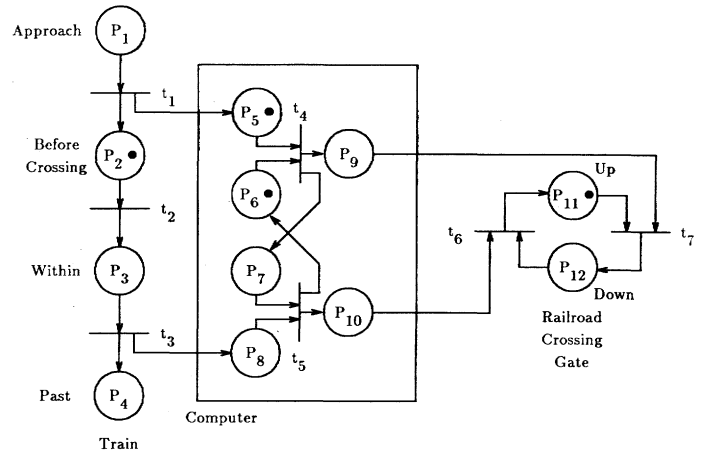 Approach
P1
t1
Before
Crossing
P2
t2
Within
P3
t3
Past
P4
Train
P5
t4
P9
P6
P7
P10
P8
t5
Computer
Up
P11
t6
t7
P12
Down
Railroad
Crossing
Gate